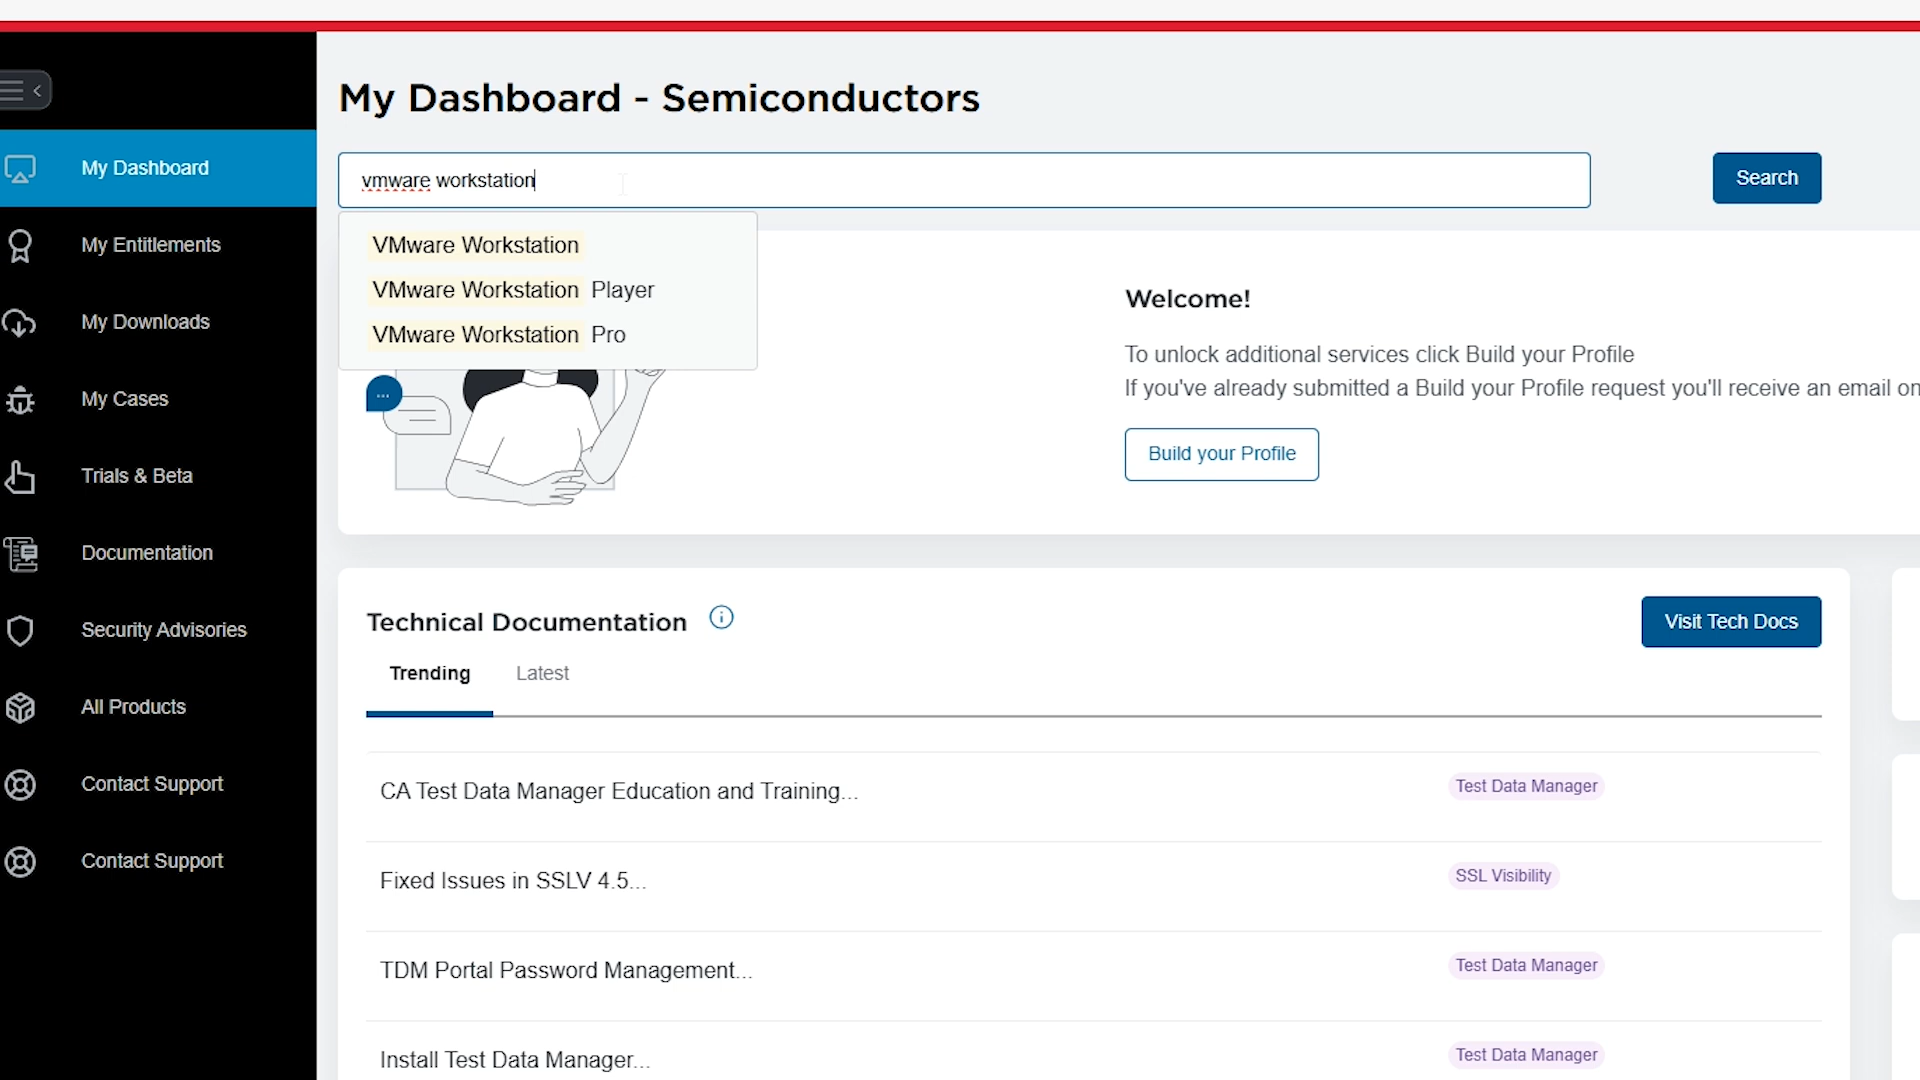 My Dashboard - Semiconductors
vmware workstation
Search
VMware Workstation
VMware Workstation Player
VMware Workstation Pro
My Dashboard
My Entitlements
My Downloads
My Cases
Trials & Beta
Documentation
Security Advisories
All Products
Contact Support
Contact Support
...
Welcome!
To unlock additional services click Build your Profile
If you've already submitted a Build your Profile request you'll receive an email on
Build your Profile
Technical Documentation
Visit Tech Docs
Trending
Latest
CA Test Data Manager Education and Training...
Test Data Manager
Fixed Issues in SSLV 4.5...
SSL Visibility
TDM Portal Password Management...
Test Data Manager
Install Test Data Manager...
Test Data Manager